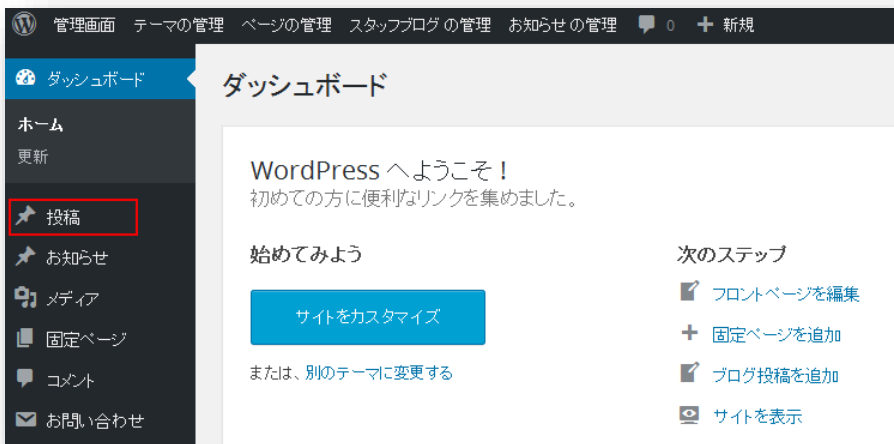 管理画面 テーマの管理 ページの管理 スタッフブログ の管理 お知らせ の管理 0 新規
ダッシュボード
ホーム
更新
投稿
お知らせ
メディア
固定ページ
コメント
お問い合わせ
ダッシュボード
WordPress へようこそ !
初めての方に便利なリンクを集めました。
始めてみよう
サイトをカスタマイズ
または、別のテーマに変更する
次のステップ
フロントページを編集
固定ページを追加
ブログ投稿を追加
サイトを表示